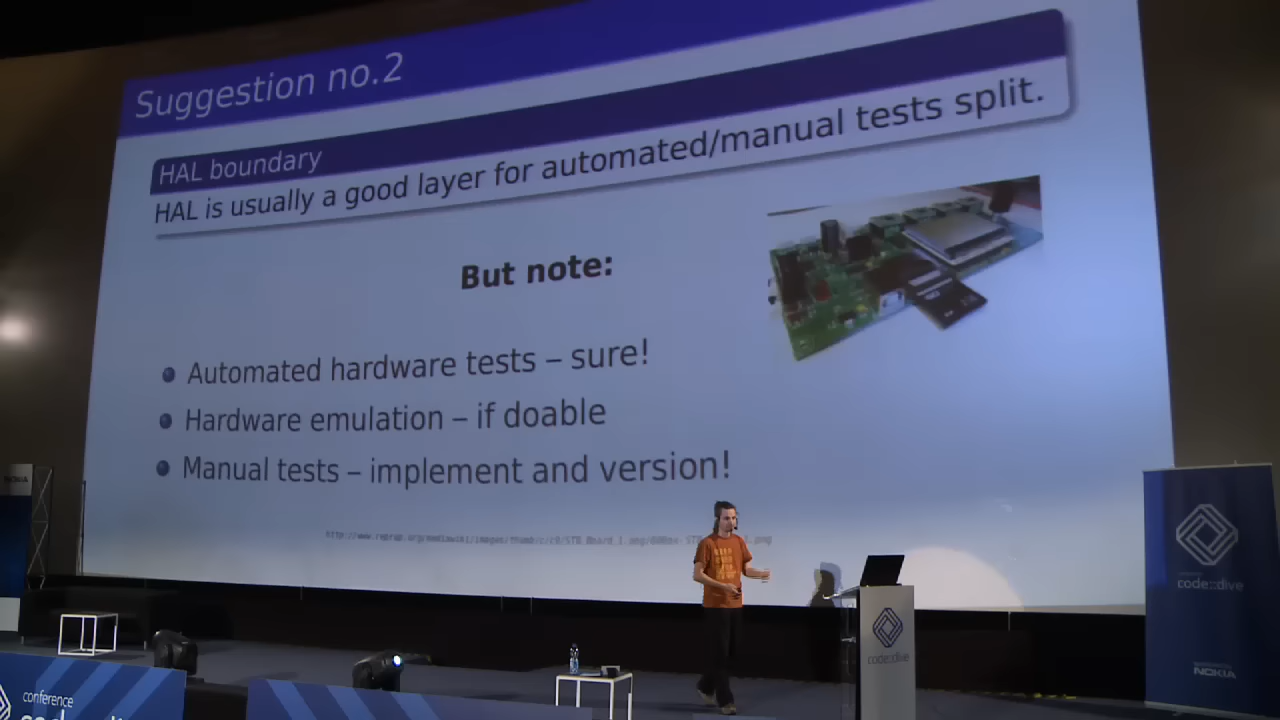 Suggestion no.2
HAL boundary
HAL is usually a good layer for automated/manual tests split.
But note:
Automated hardware tests – sure!
Hardware emulation – if doable
Manual tests – implement and version!
code::dive
code::dive
NOKIA
NOKIA
conference